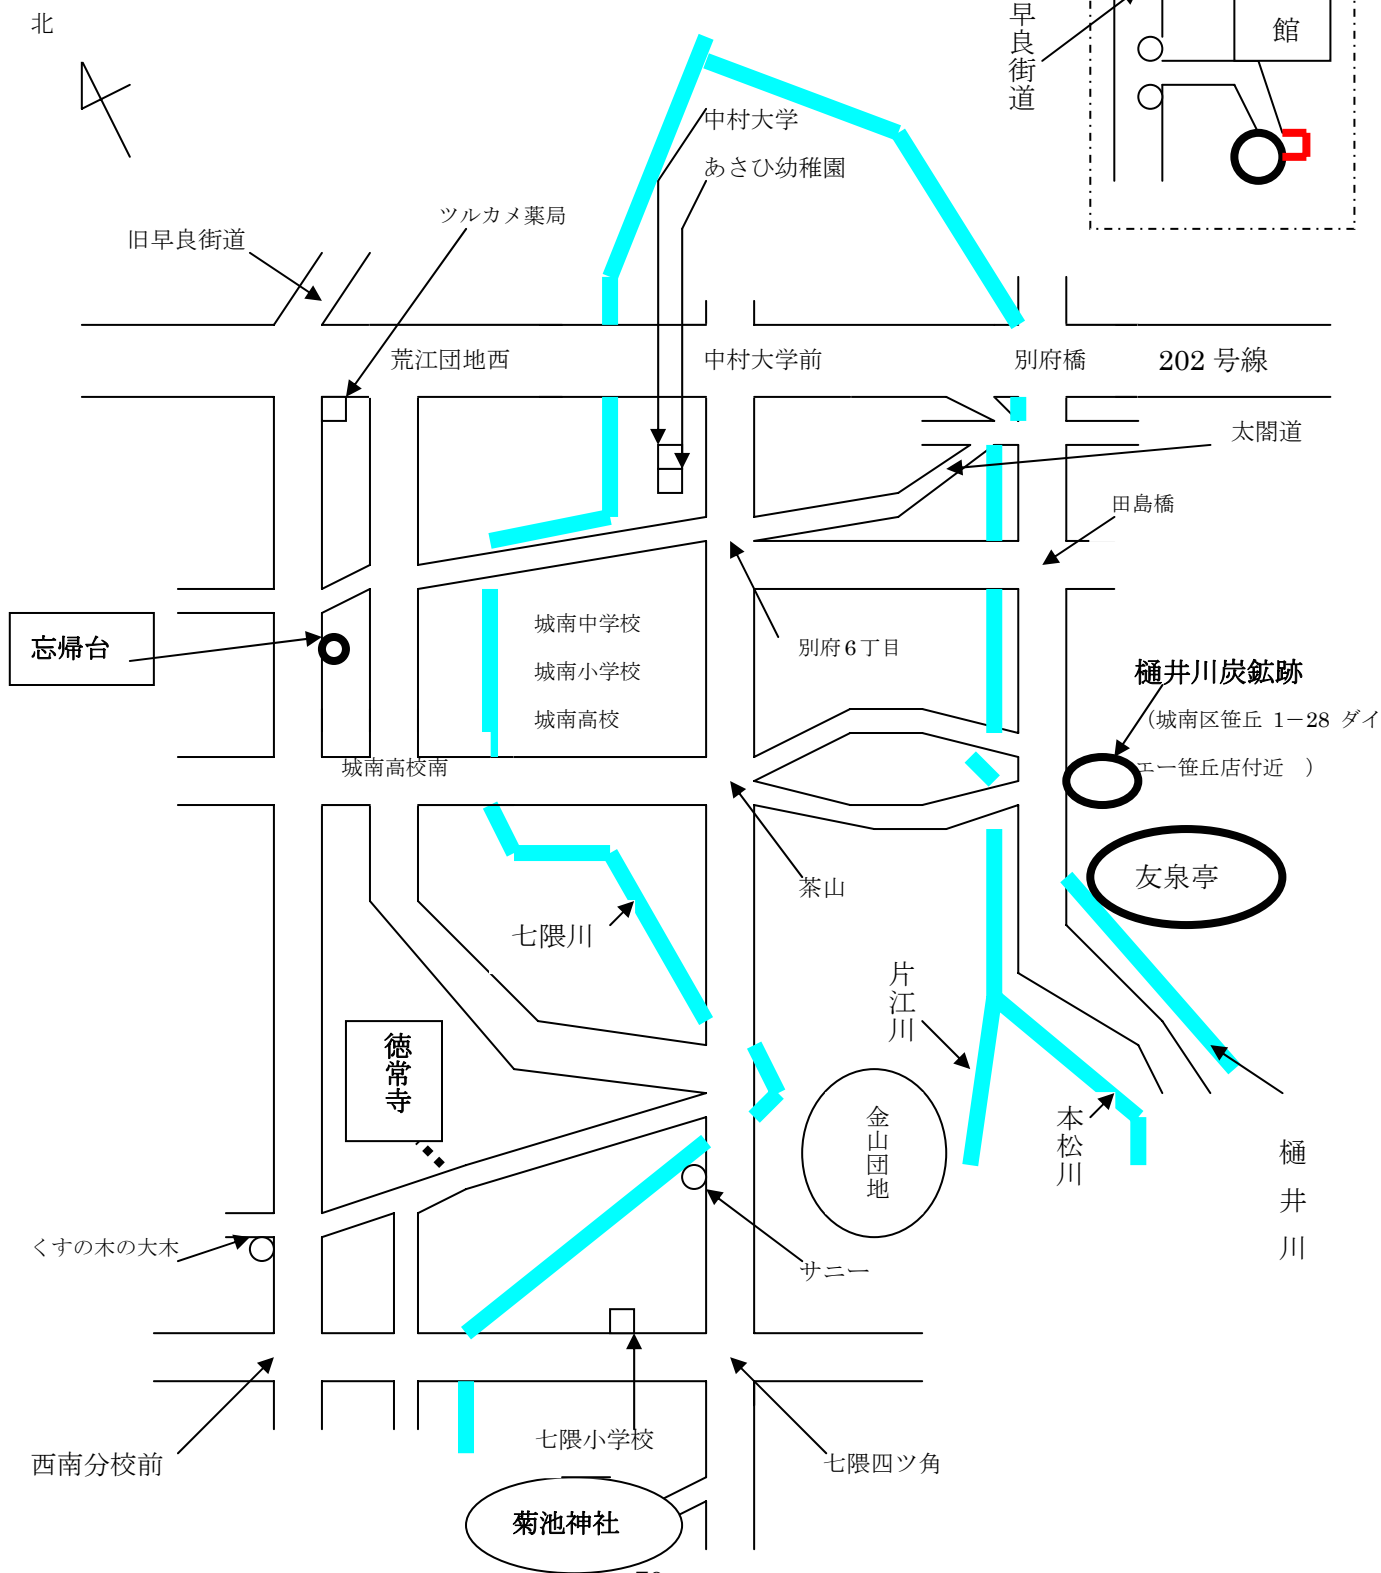 北
早良街道
館
中村大学
あさひ幼稚園
ツルカメ薬局
旧早良街道
荒江団地西
中村大学前
別府橋
202 号線
太閤道
田島橋
忘帰台
城南中学校
城南小学校
城南高校
別府6丁目
樋井川炭鉱跡
(城南区笹丘 1-28 ダイ
エー笹丘店付近 )
城南高校南
友泉亭
茶山
七隈川
片江川
徳常寺
金山団地
本松川
樋井川
くすの木の大木
サニー
七隈小学校
西南分校前
七隈四ツ角
菊池神社